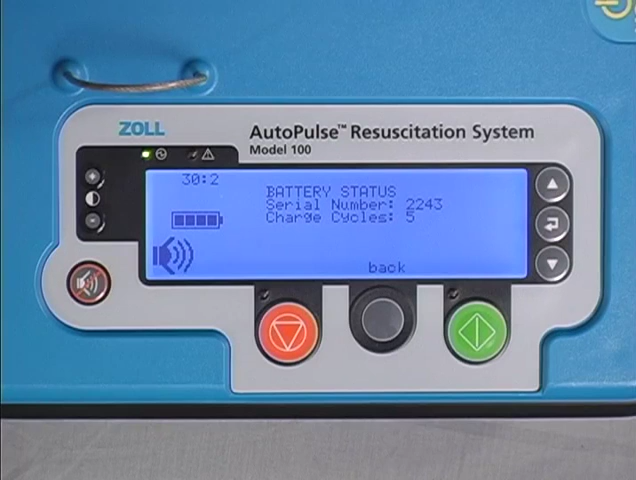 ZOLL
AutoPulse™ Resuscitation System
Model 100
30:2
BATTERY STATUS
Serial Number: 2243
Charge Cycles: 5
back